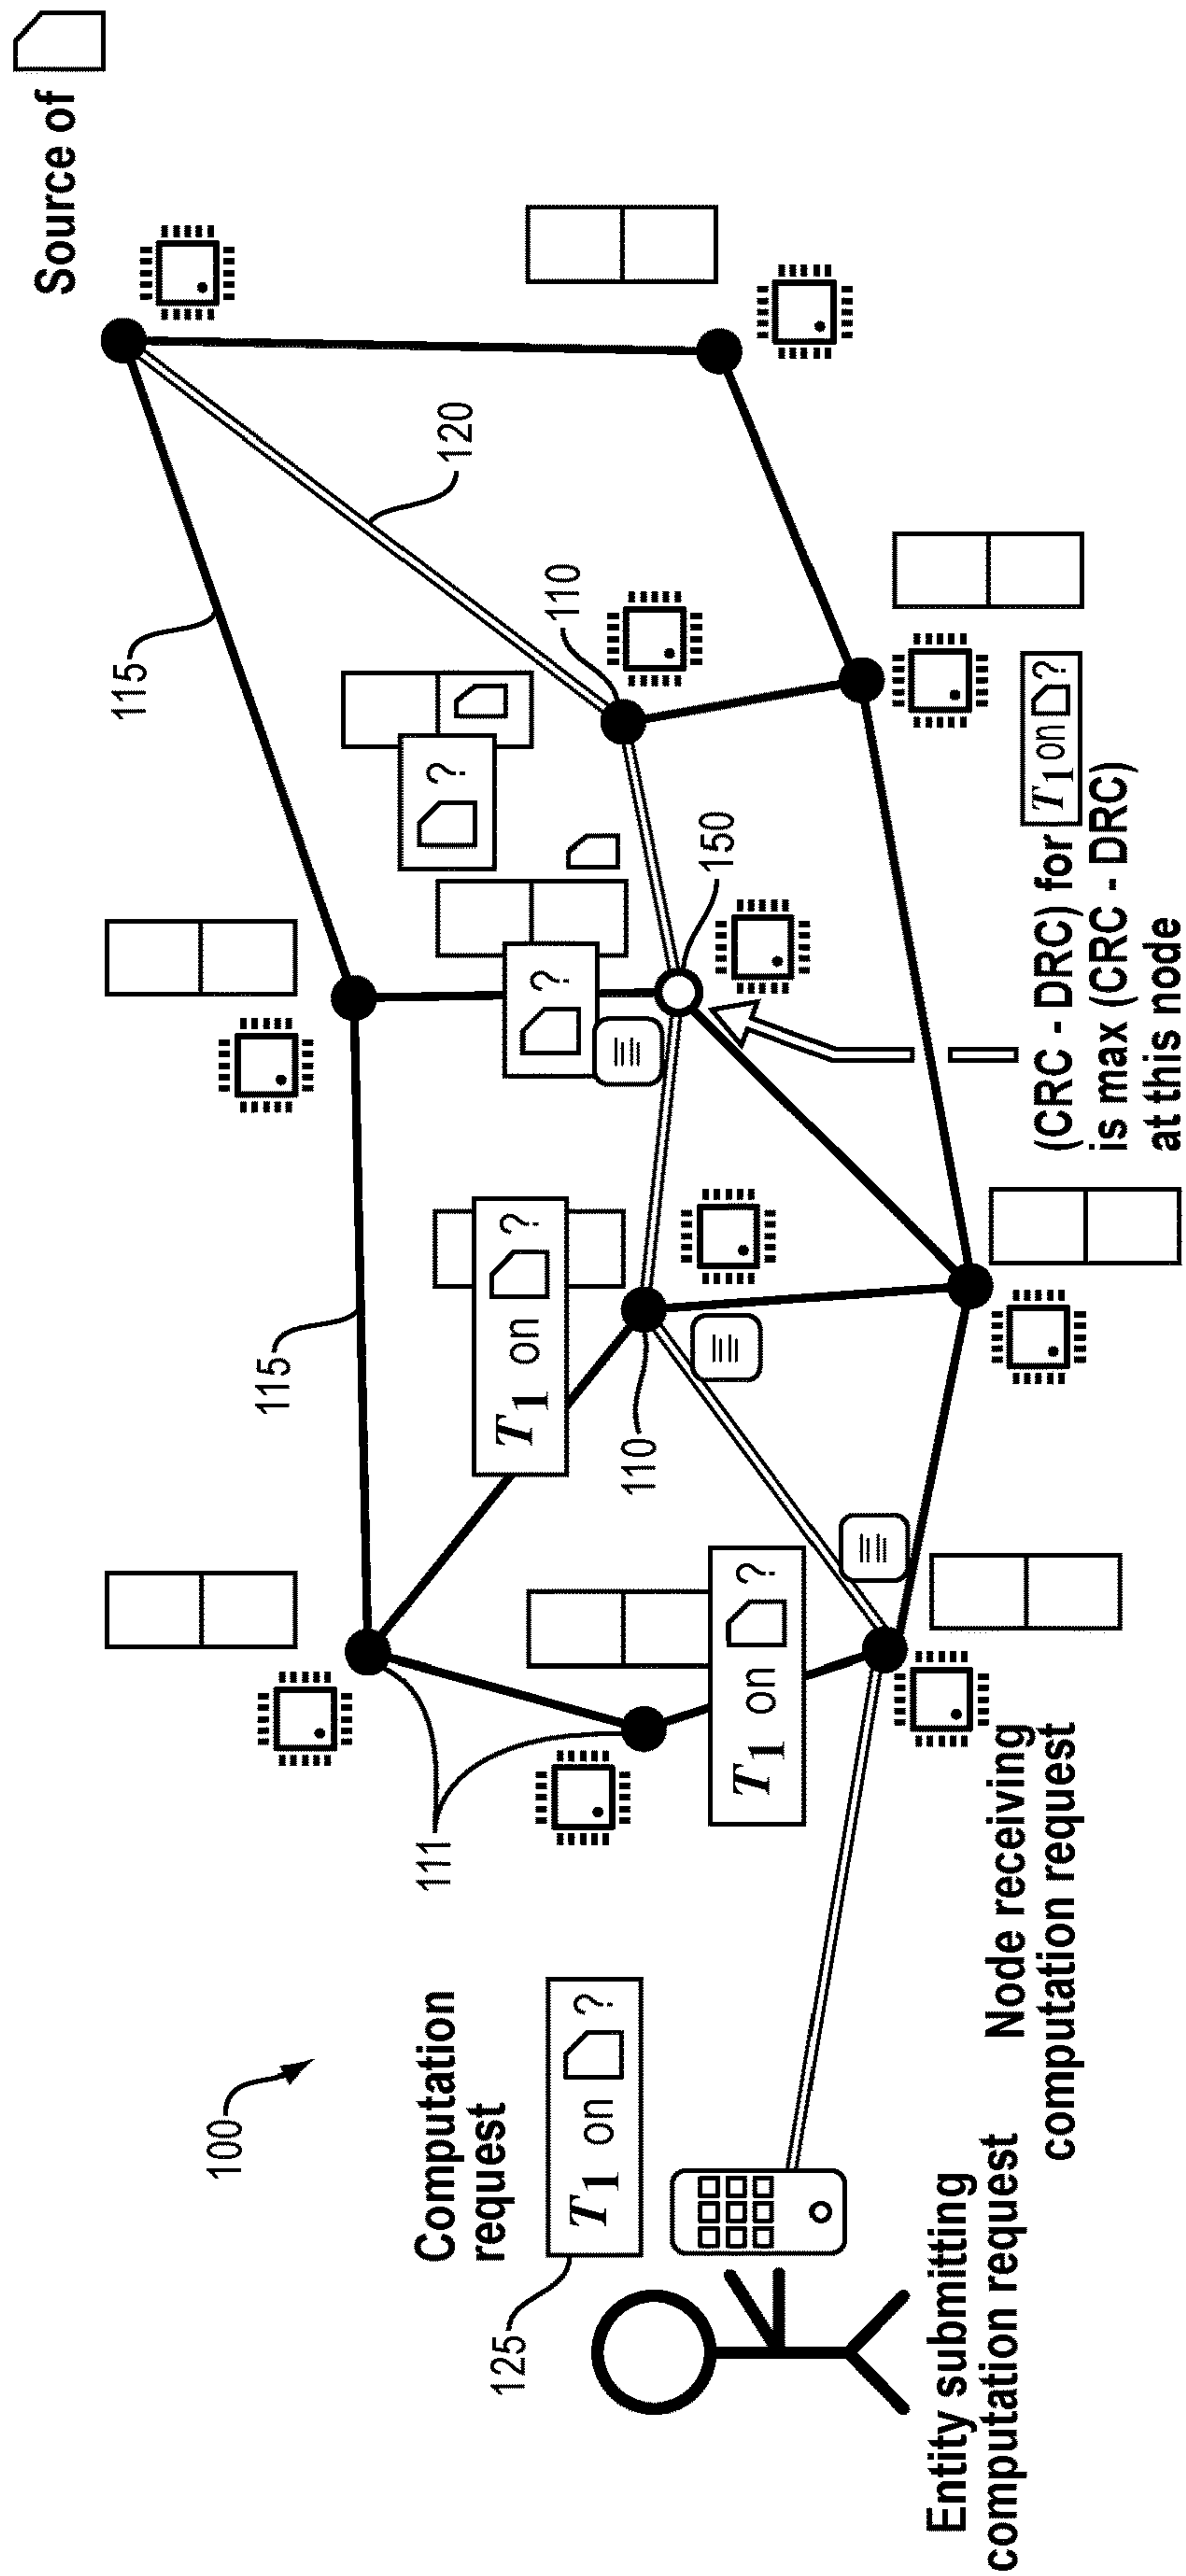 Source of
100
Computation
request
125
T1 on ?
Entity submitting
computation request
Node receiving
computation request
111
T1 on ?
115
110
T1 on ?
?
150
?
115
110
120
(CRC - DRC) for T1 on ?
is max (CRC - DRC)
at this node